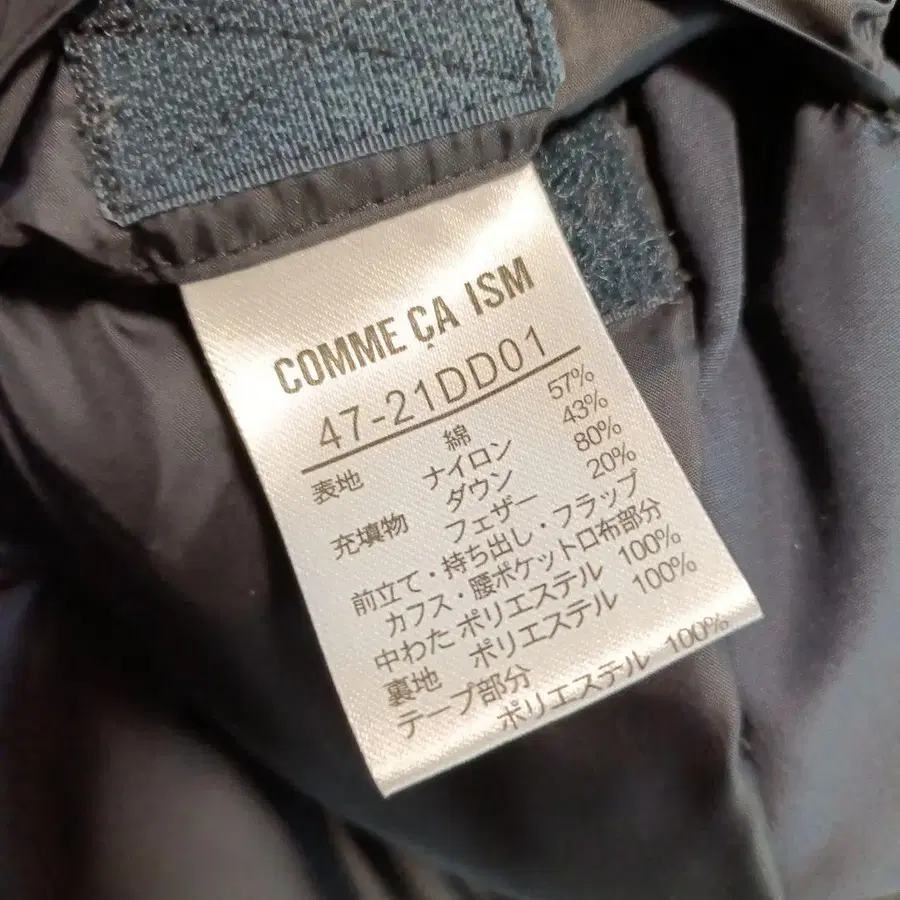 COMME ÇA ISM
47-21DD01
表地 綿 57%
ナイロン 43%
充填物 ダウン 80%
フェザー 20%
前立て・持ち出し・フラップ
カフス・腰ポケット口布部分
中わた ポリエステル 100%
裏地 ポリエステル 100%
テープ部分
ポリエステル 100%